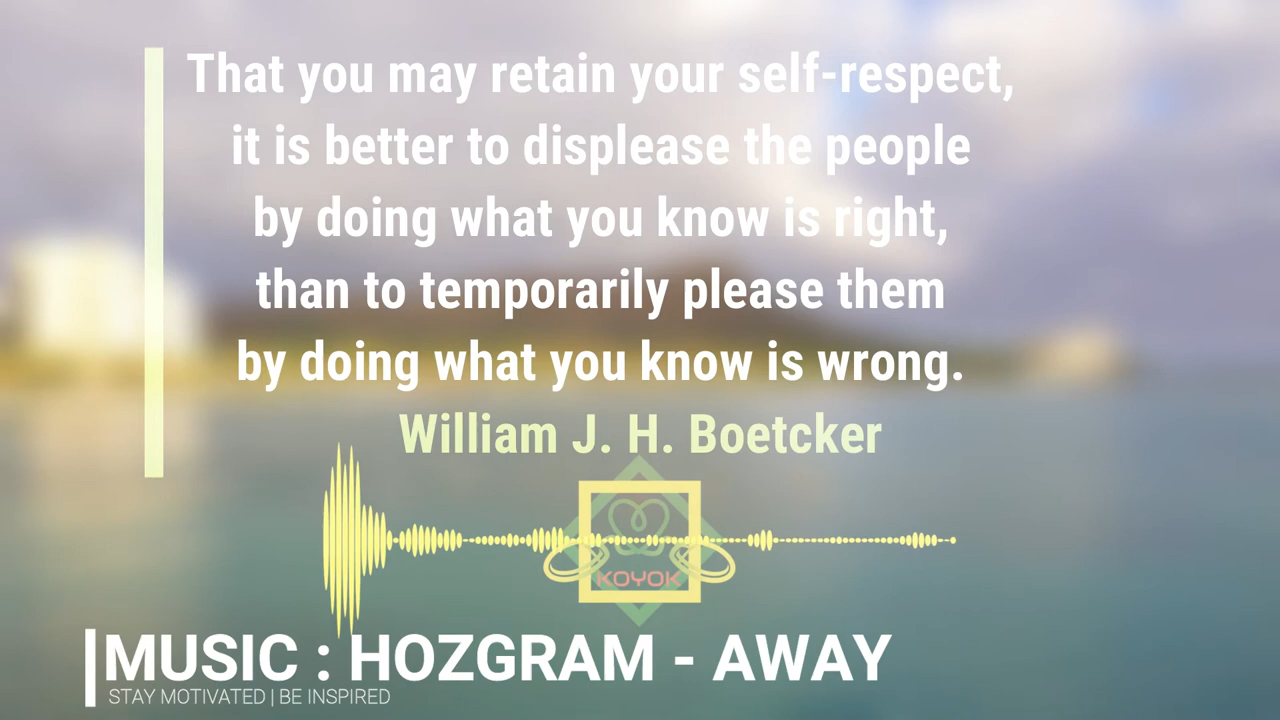 That you may retain your self-respect,
it is better to displease the people
by doing what you know is right,
than to temporarily please them
by doing what you know is wrong.
William J. H. Boetcker
KOYOK
MUSIC : HOZGRAM - AWAY
STAY MOTIVATED | BE INSPIRED